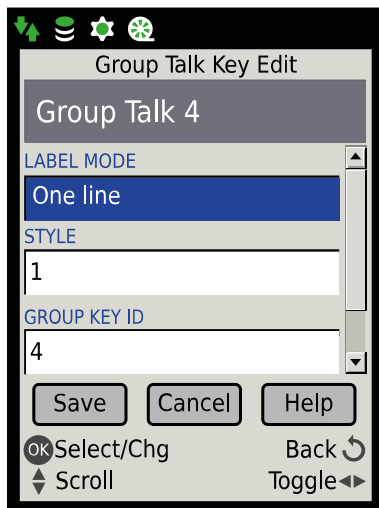 Group Talk Key Edit
Group Talk 4
LABEL MODE
One line
STYLE
1
GROUP KEY ID
4
Save Cancel Help
OK Select/Chg Back
Scroll Toggle